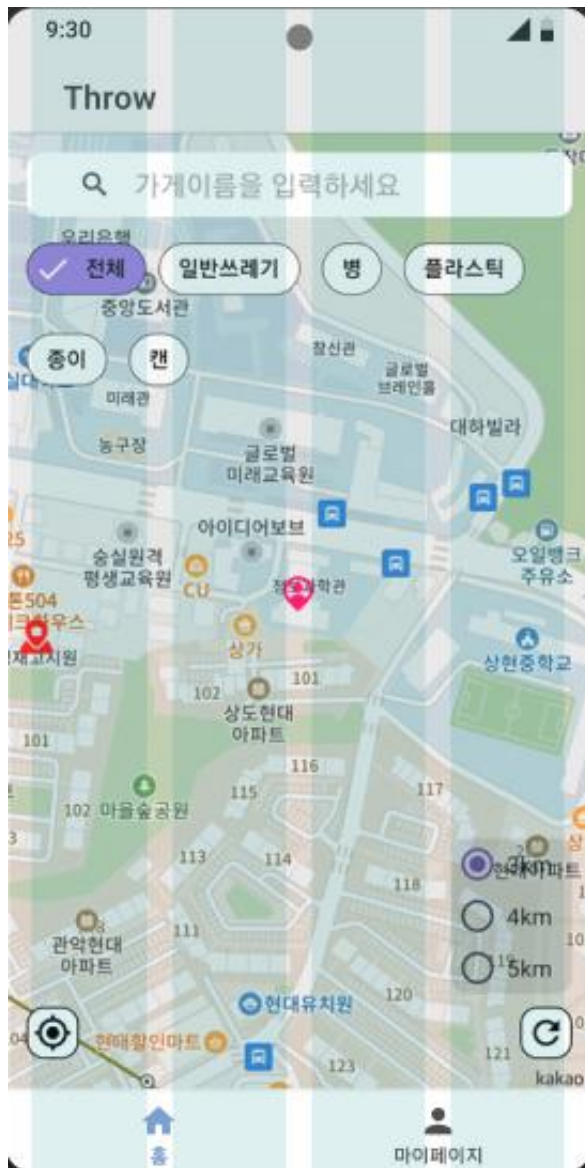 9:30
Throw
가게이름을 입력하세요
우리은행
전체
일반쓰레기
병
플라스틱
중앙도서관
종이
캔
참신관
글로벌
브레인홀
미래관
대하빌라
농구장
글로벌
미래교육원
아이디어보브
25
숭실원격
평생교육원
CU
오일뱅크
주유소
504
상가
상현중학교
101
102
상도현대
아파트
101
116
115
117
102 마을숲공원
3
113
114
118
3km
4km
5km
관악현대
아파트
111
현대유치원
120
현대할인마트
121
123
kakao
홈
마이페이지